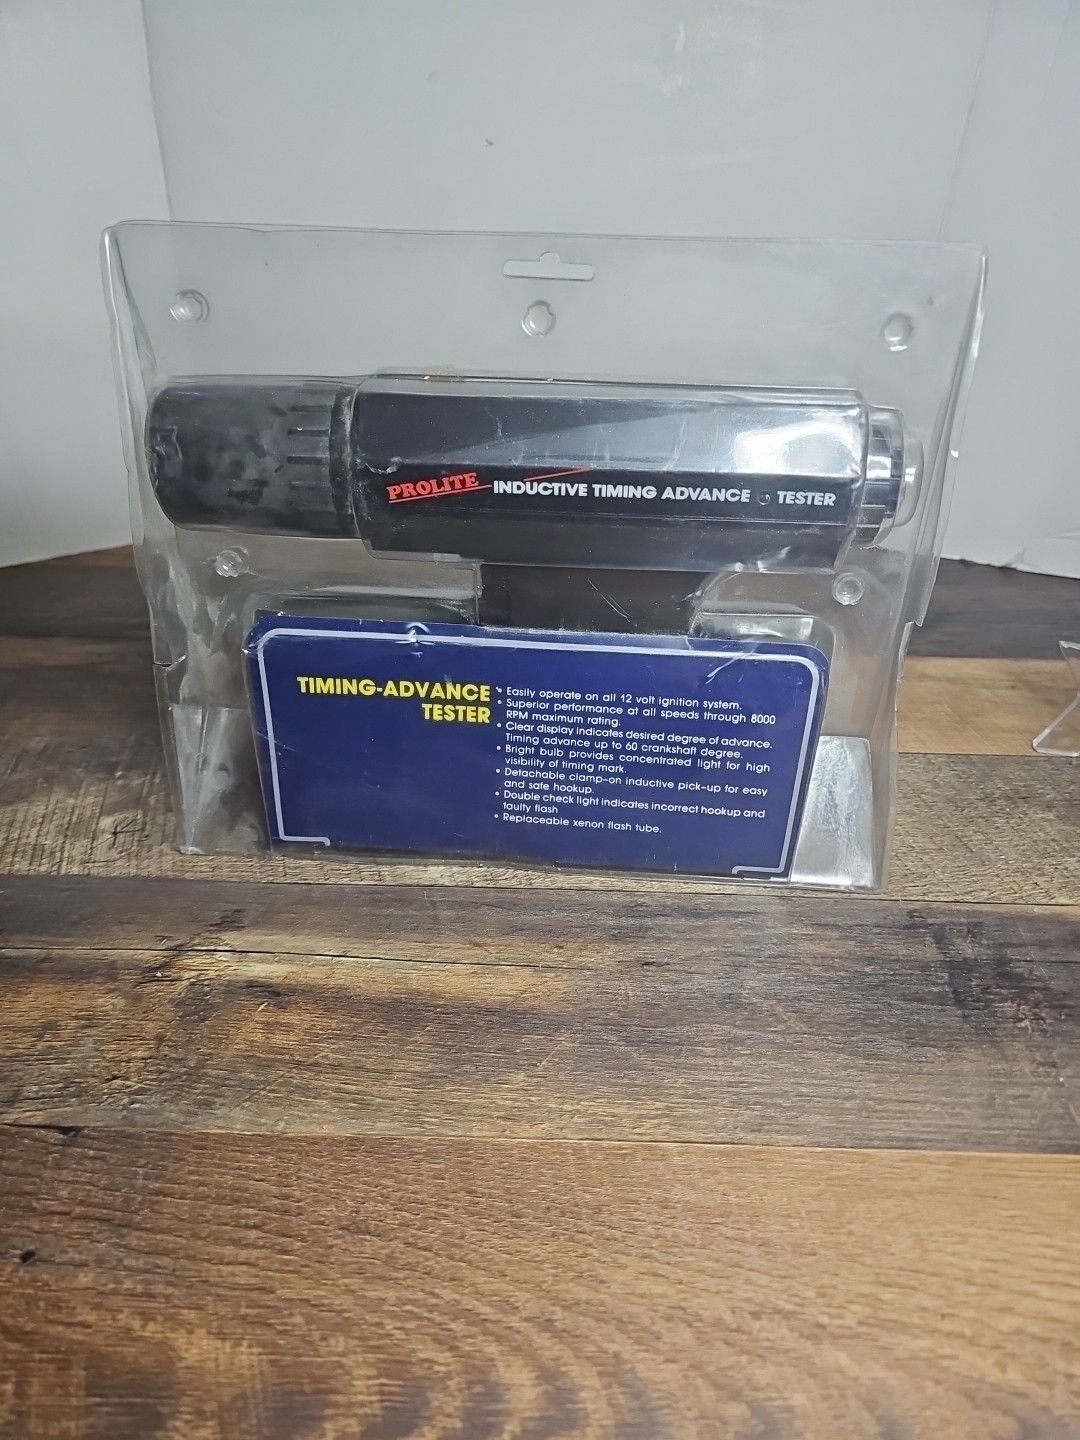 PROLITE INDUCTIVE TIMING ADVANCE TESTER
TIMING-ADVANCE
TESTER
• Easily operate on all 12 volt ignition system.
• Superior performance at all speeds through 8000
RPM maximum rating.
• Clear display indicates desired degree of advance.
Timing advance up to 60 crankshaft degree.
• Bright bulb provides concentrated light for high
visibility of timing mark.
• Detachable clamp-on inductive pick-up for easy
and safe hookup.
• Double check light indicates incorrect hookup and
faulty flash
• Replaceable xenon flash tube.